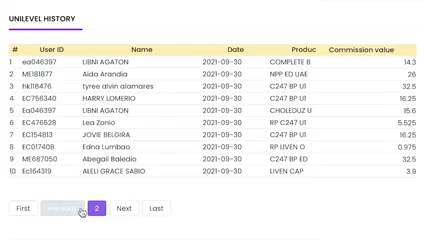 UNILEVEL HISTORY
# User ID Name Date Produc Commission value
1 ea046397 LIBNI AGATON 2021-09-30 COMPLETE B 14.3
2 ME181877 Aida Arandia 2021-09-30 NPP ED UAE 26
3 hk118476 tyree alvin alamares 2021-09-30 C247 BP U1 32.5
4 EC756340 HARRY LOMERIO 2021-09-30 C247 BP U1 16.25
5 Ea046397 LIBNI AGATON 2021-09-30 CHOLEDUZ U 15.6
6 EC476528 Lea Zonio 2021-09-30 RP C247 U1 5.525
7 EC154813 JOVIE BELGIRA 2021-09-30 C247 BP U1 16.25
8 EC017408 Edna Lumbao 2021-09-30 RP LIVEN O 0.975
9 ME687050 Abegail Baledio 2021-09-30 C247 BP ED 32.5
10 Ec164319 ALELI GRACE SABIO 2021-09-30 LIVEN CAP 3.9
First Previous 2 Next Last